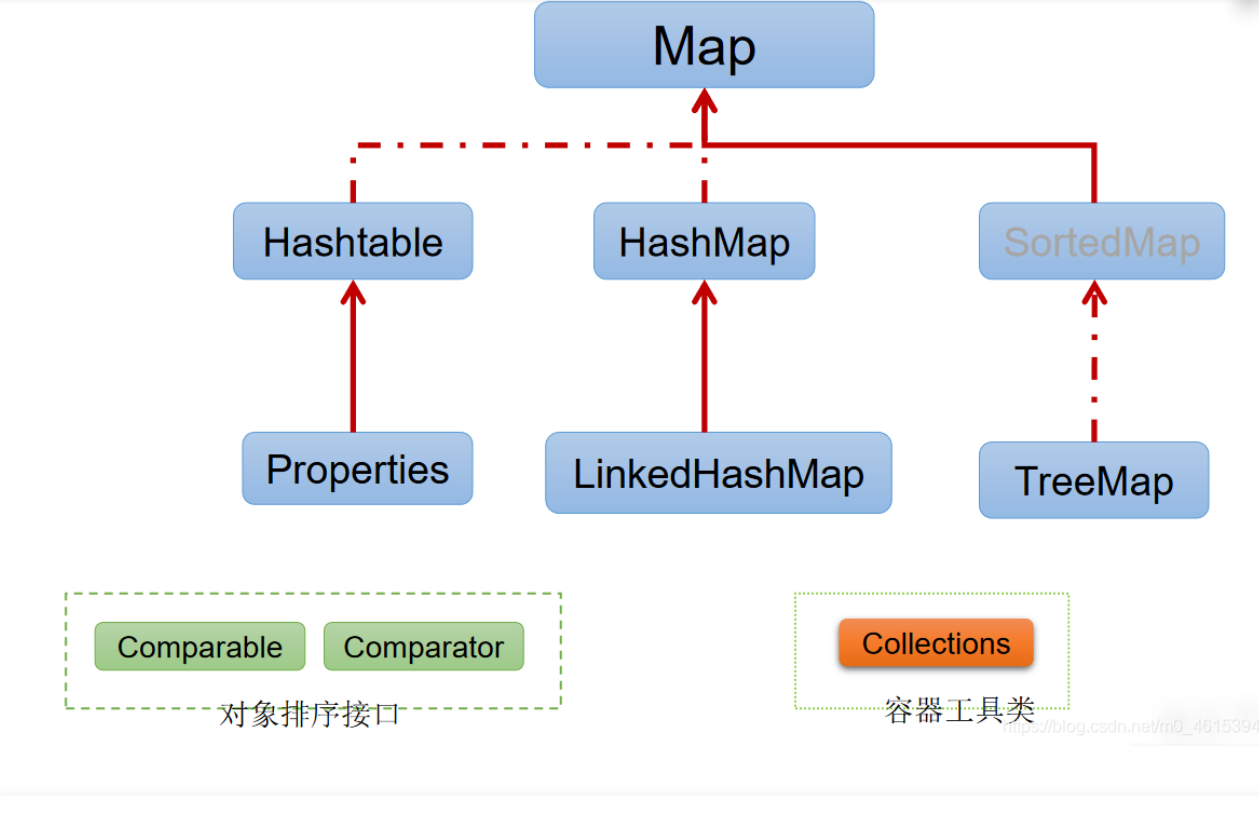 Map
Hashtable
HashMap
SortedMap
Properties
LinkedHashMap
TreeMap
Comparable
Comparator
Collections
对象排序接口
容器工具类
https://blog.csdn.net/m0_4615394